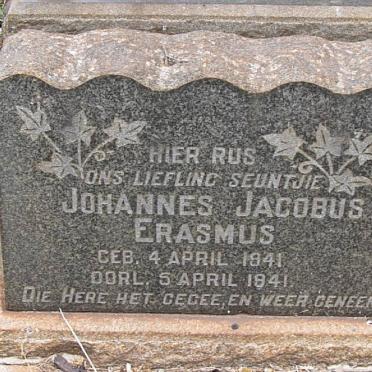 HIER RUS
ONS LIEFLING SEUNTJIE
JOHANNES JACOBUS
ERASMUS
GEB. 4 APRIL 1941
OORL. 5 APRIL 1941
DIE HERE HET GEGEE, EN WEER GENEEM